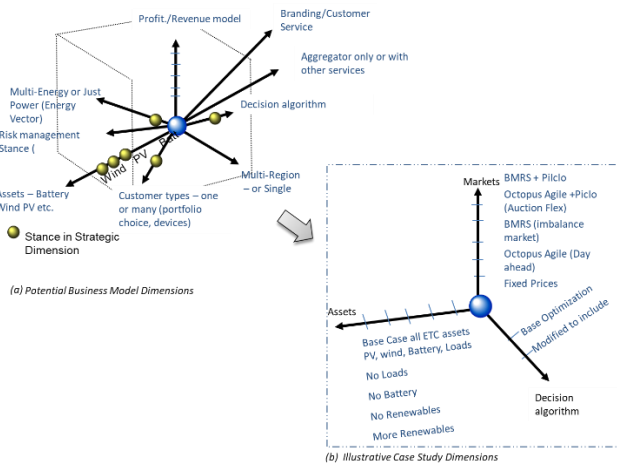 Profit./Revenue model
Branding/Customer
Service
Aggregator only or with
other services
Multi-Energy or Just
Power (Energy
Vector)
Decision algorithm
Risk management
Stance (
Wind PV Batt
Assets – Battery
Wind PV etc.
Customer types – one
or many (portfolio
choice, devices)
Multi-Region
– or Single
Stance in Strategic
Dimension
(a) Potential Business Model Dimensions
Markets
BMRS + Pilclo
Octopus Agile +Piclo
(Auction Flex)
BMRS (imbalance
market)
Octopus Agile (Day
ahead)
Fixed Prices
Assets
Base Optimization
Modified to include
Base Case all ETC assets
PV, wind, Battery, Loads
No Loads
No Battery
No Renewables
More Renewables
Decision
algorithm
(b) Illustrative Case Study Dimensions